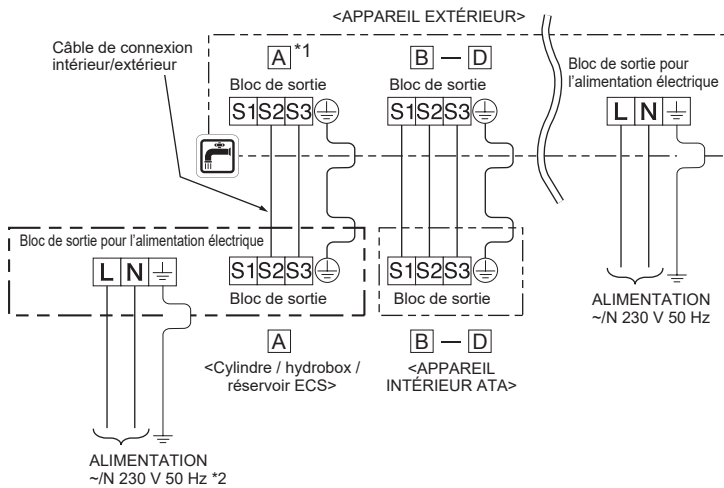 <APPAREIL EXTÉRIEUR>
Câble de connexion
intérieur/extérieur
A *1
Bloc de sortie
S1 S2 S3
B — D
Bloc de sortie
S1 S2 S3
Bloc de sortie pour
l'alimentation électrique
L N
Bloc de sortie pour l'alimentation électrique
L N
S1 S2 S3
Bloc de sortie
S1 S2 S3
Bloc de sortie
ALIMENTATION
~/N 230 V 50 Hz
A
<Cylindre / hydrobox /
réservoir ECS>
B — D
<APPAREIL
INTÉRIEUR ATA>
ALIMENTATION
~/N 230 V 50 Hz *2